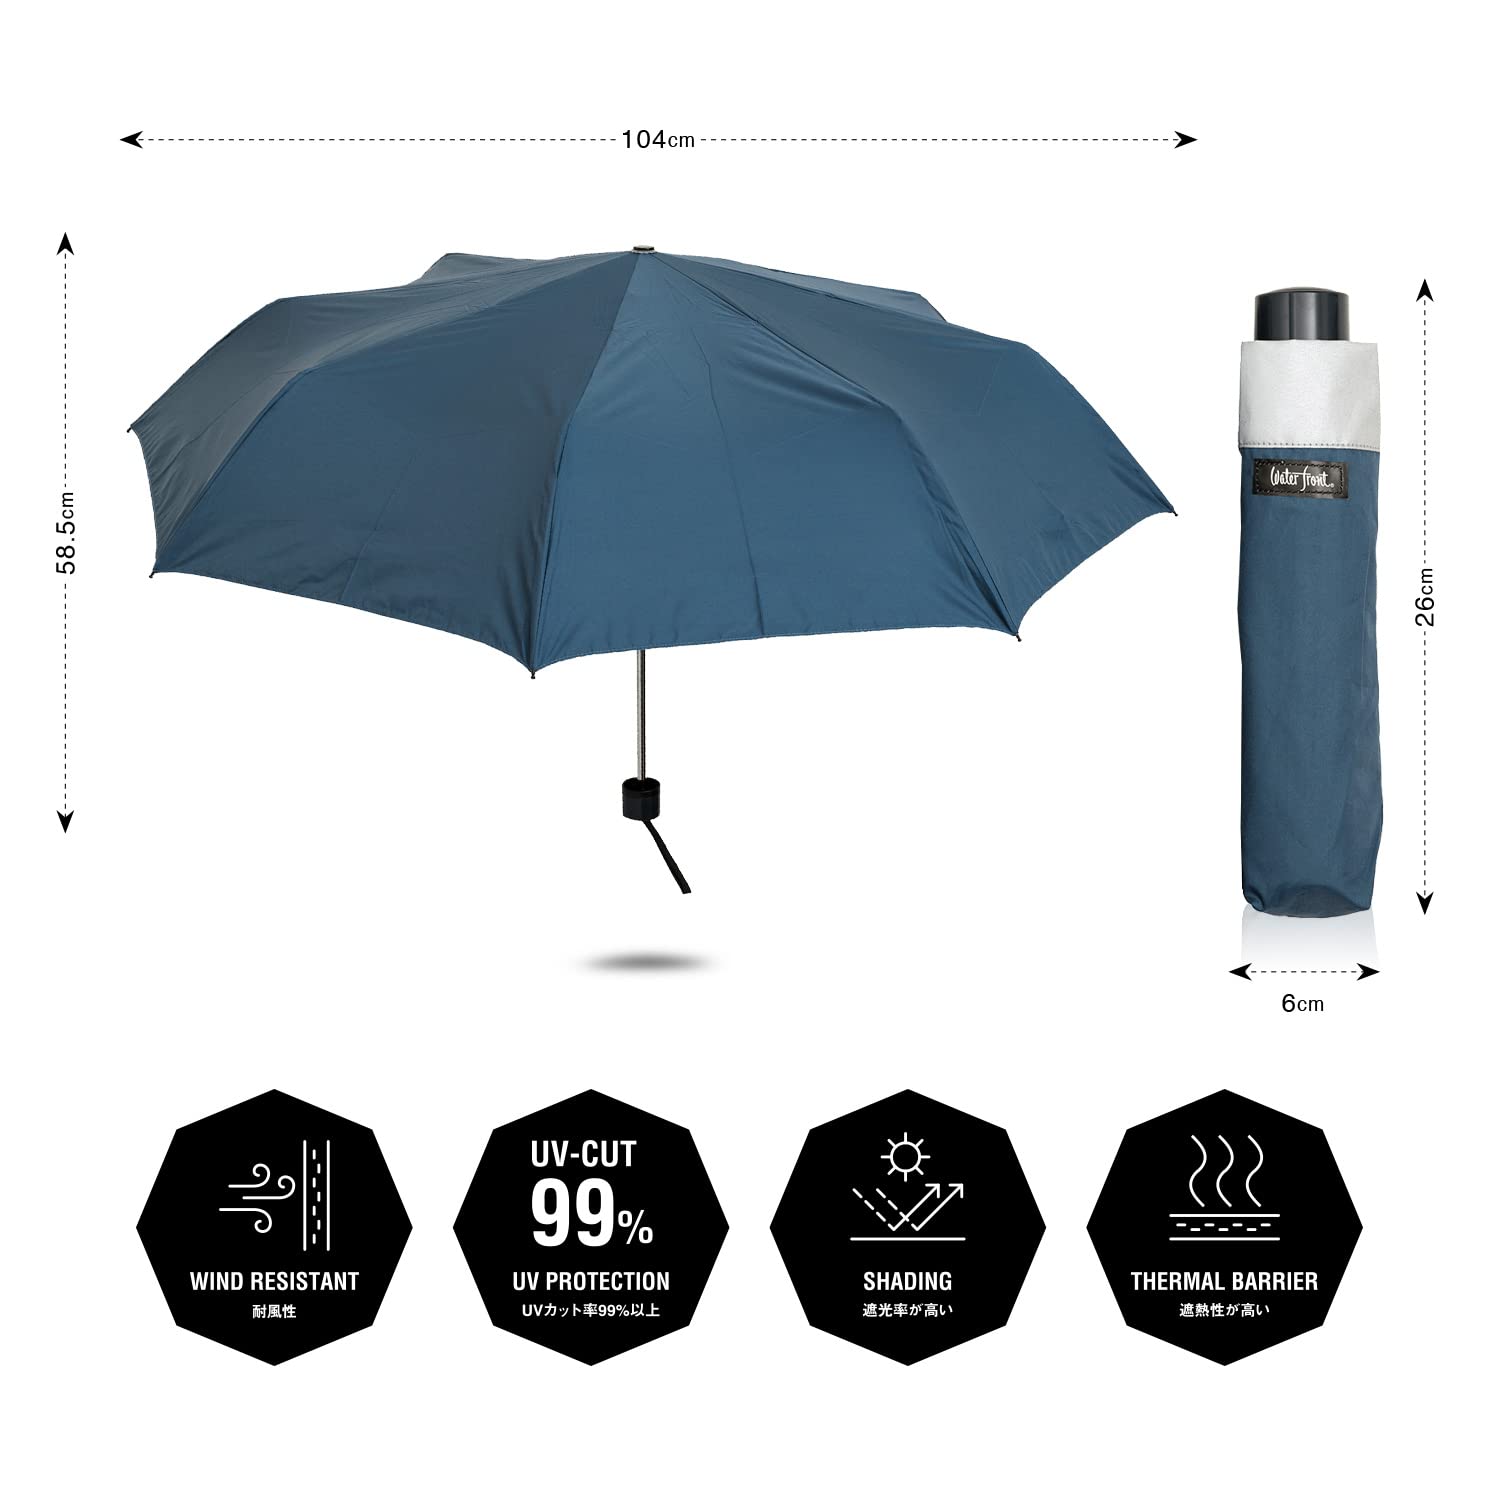 104cm
58.5cm
Water front®
26cm
6cm
WIND RESISTANT
耐風性
UV-CUT
99%
UV PROTECTION
UVカット率99%以上
SHADING
遮光率が高い
THERMAL BARRIER
遮熱性が高い